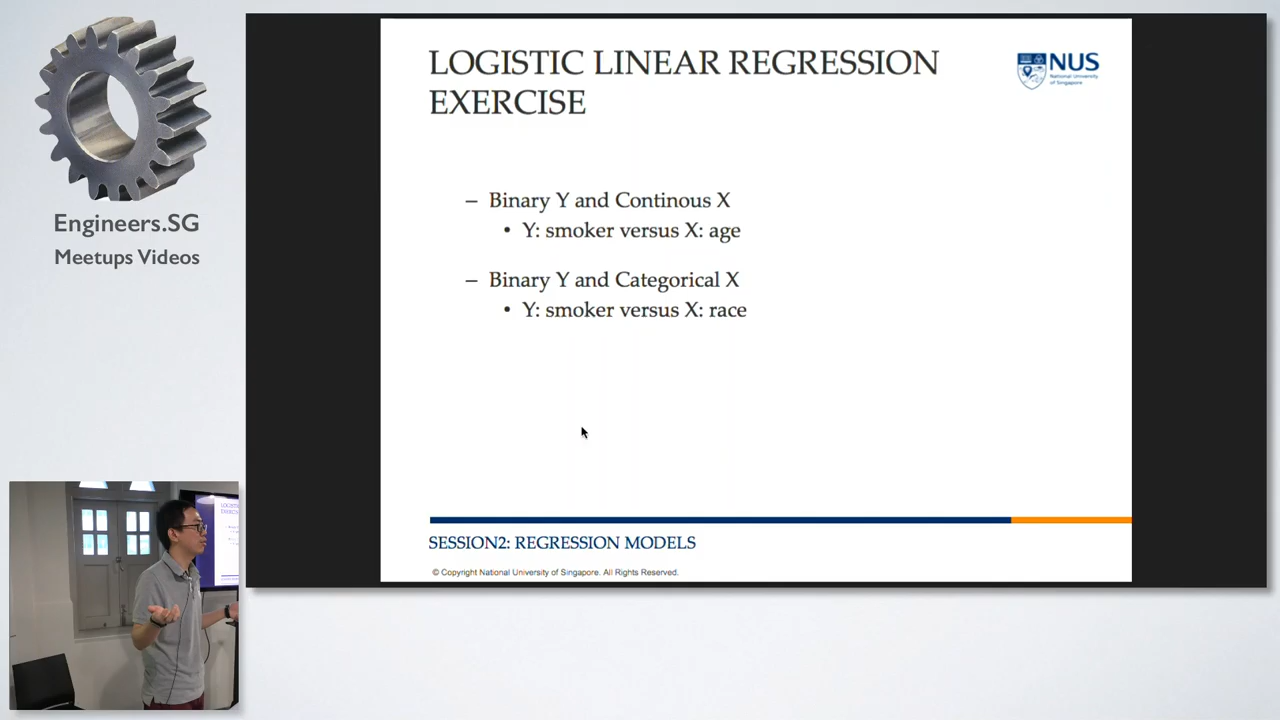 Engineers.SG
Meetups Videos
LOGISTIC LINEAR REGRESSION
EXERCISE
NUS
National University
of Singapore
– Binary Y and Continous X
• Y: smoker versus X: age
– Binary Y and Categorical X
• Y: smoker versus X: race
SESSION2: REGRESSION MODELS
© Copyright National University of Singapore. All Rights Reserved.